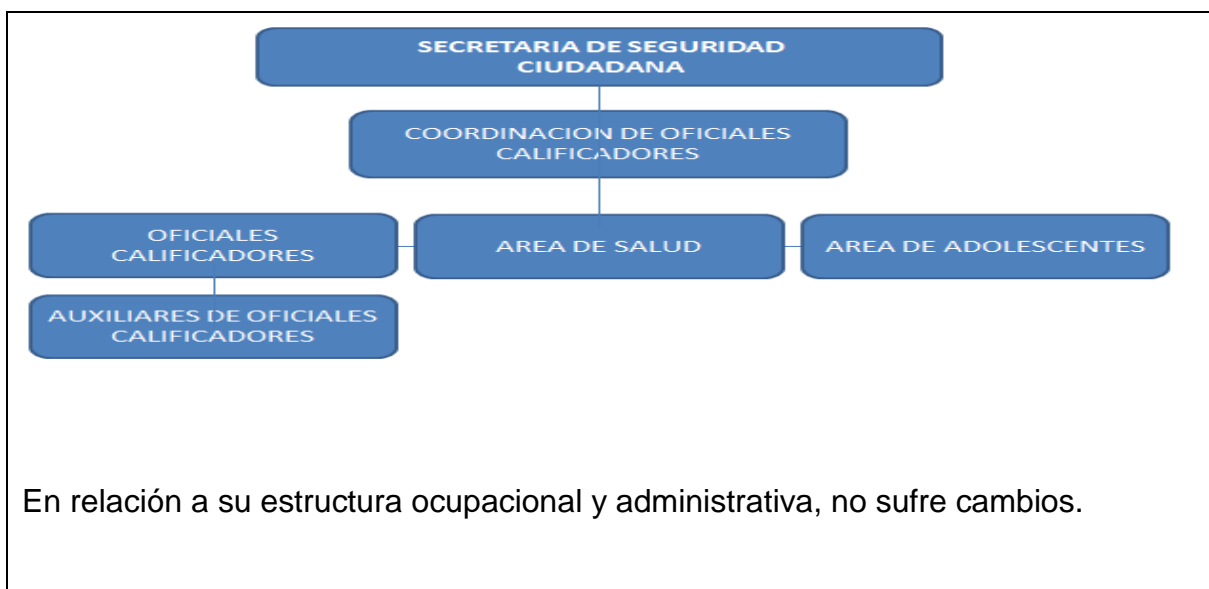 SECRETARIA DE SEGURIDAD
CIUDADANA
COORDINACION DE OFICIALES
CALIFICADORES
OFICIALES
CALIFICADORES
AREA DE SALUD
AREA DE ADOLESCENTES
AUXILIARES DE OFICIALES
CALIFICADORES
En relación a su estructura ocupacional y administrativa, no sufre cambios.